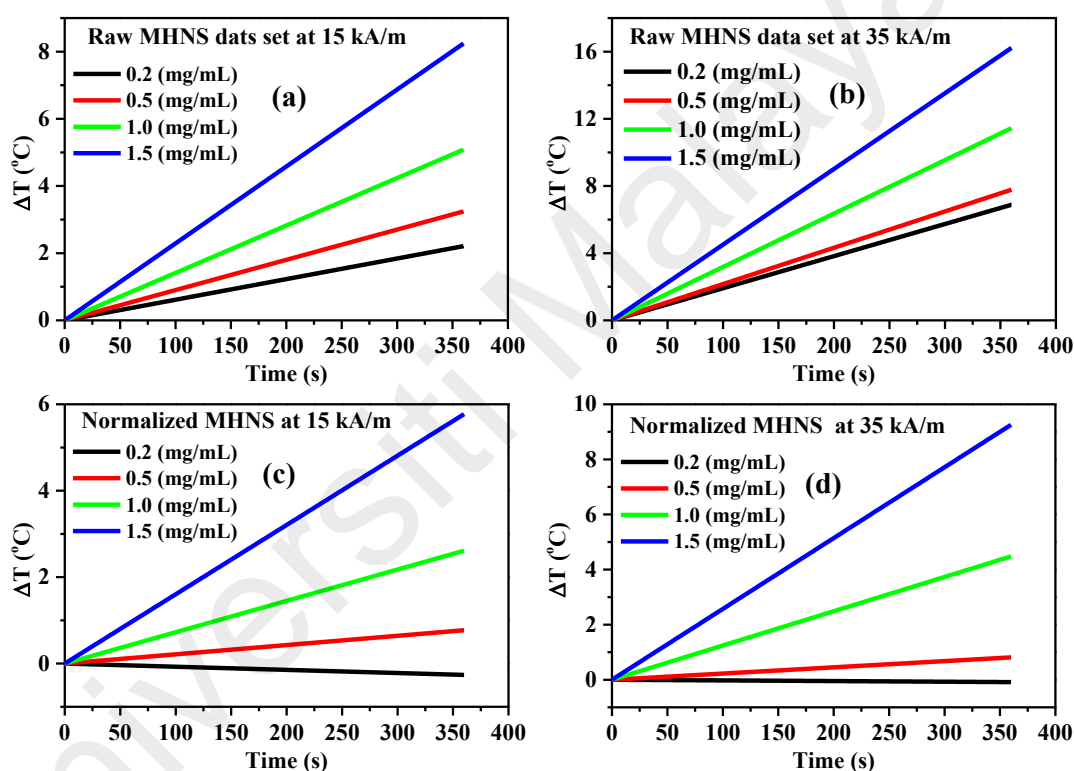 Raw MHNS dats set at 15 kA/m
0.2 (mg/mL)
0.5 (mg/mL)
1.0 (mg/mL)
1.5 (mg/mL)
(a)
ΔT (°C)
8
6
4
2
0
0 50 100 150 200 250 300 350 400
Time (s)
Raw MHNS data set at 35 kA/m
0.2 (mg/mL)
0.5 (mg/mL)
1.0 (mg/mL)
1.5 (mg/mL)
(b)
ΔT (°C)
16
12
8
4
0
0 50 100 150 200 250 300 350 400
Time (s)
Normalized MHNS at 15 kA/m
0.2 (mg/mL)
0.5 (mg/mL)
1.0 (mg/mL)
1.5 (mg/mL)
(c)
ΔT (°C)
6
4
2
0
0 50 100 150 200 250 300 350 400
Time (s)
Normalized MHNS at 35 kA/m
0.2 (mg/mL)
0.5 (mg/mL)
1.0 (mg/mL)
1.5 (mg/mL)
(d)
ΔT (°C)
10
8
6
4
2
0
0 50 100 150 200 250 300 350 400
Time (s)